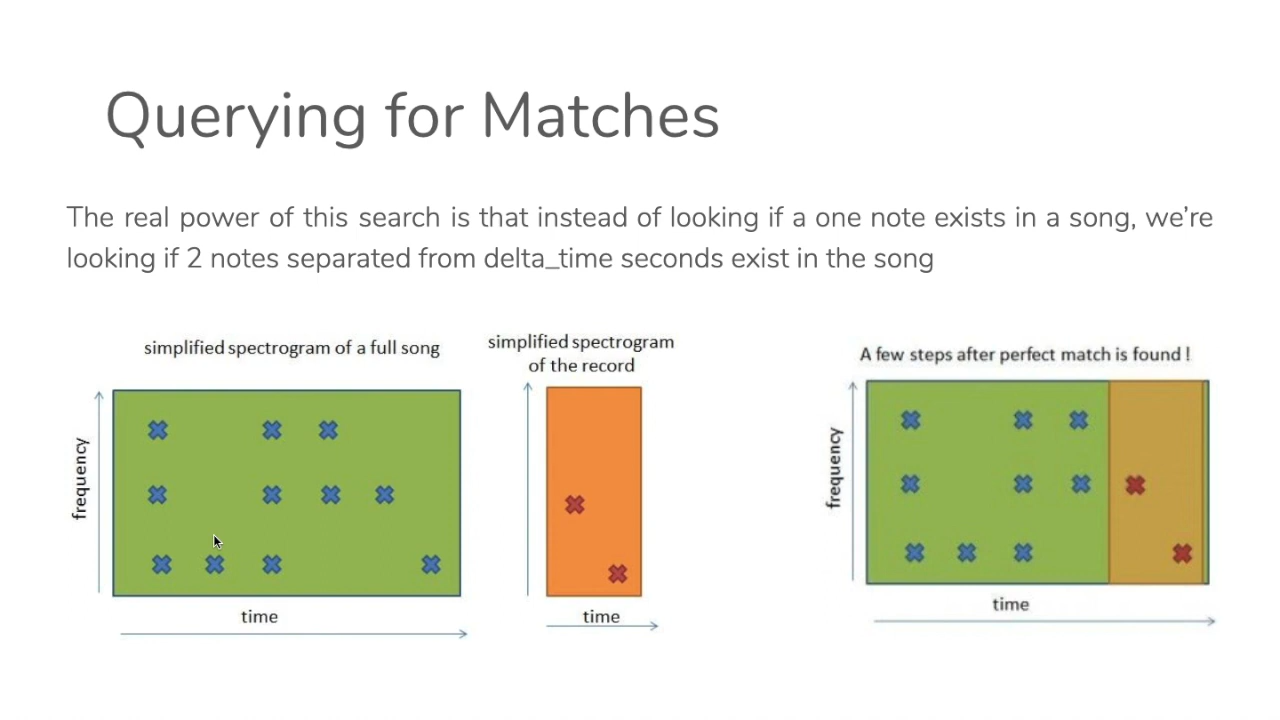 Querying for Matches
The real power of this search is that instead of looking if a one note exists in a song, we’re
looking if 2 notes separated from delta_time seconds exist in the song
simplified spectrogram of a full song
frequency
time
simplified spectrogram
of the record
time
A few steps after perfect match is found !
frequency
time